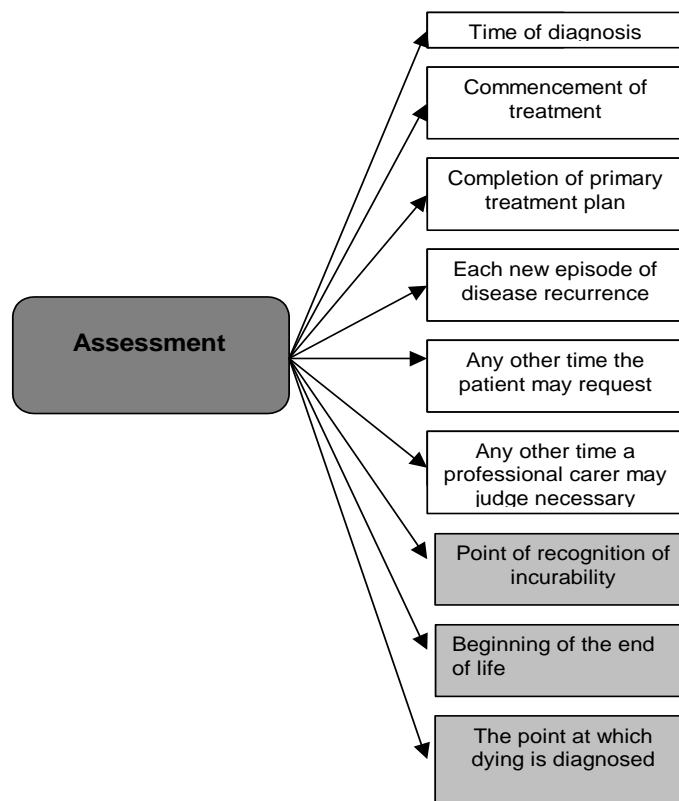 Time of diagnosis
Commencement of
treatment
Completion of primary
treatment plan
Each new episode of
disease recurrence
Assessment
Any other time the
patient may request
Any other time a
professional carer may
judge necessary
Point of recognition of
incurability
Beginning of the end
of life
The point at which
dying is diagnosed